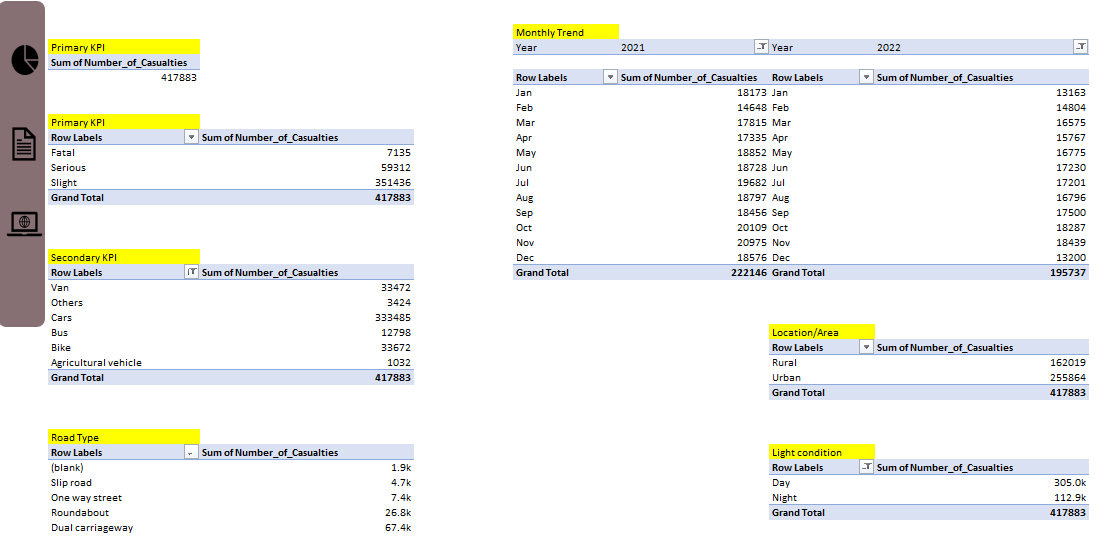 Primary KPI
Sum of Number_of_Casualties
417883
Primary KPI
Row Labels Sum of Number_of_Casualties
Fatal 7135
Serious 59312
Slight 351436
Grand Total 417883
Secondary KPI
Row Labels Sum of Number_of_Casualties
Van 33472
Others 3424
Cars 333485
Bus 12798
Bike 33672
Agricultural vehicle 1032
Grand Total 417883
Road Type
Row Labels Sum of Number_of_Casualties
(blank) 1.9k
Slip road 4.7k
One way street 7.4k
Roundabout 26.8k
Dual carriageway 67.4k
Monthly Trend
Year 2021 Year 2022
Row Labels Sum of Number_of_Casualties Row Labels Sum of Number_of_Casualties
Jan 18173 Jan 13163
Feb 14648 Feb 14804
Mar 17815 Mar 16575
Apr 17335 Apr 15767
May 18852 May 16775
Jun 18728 Jun 17230
Jul 19682 Jul 17201
Aug 18797 Aug 16796
Sep 18456 Sep 17500
Oct 20109 Oct 18287
Nov 20975 Nov 18439
Dec 18576 Dec 13200
Grand Total 222146 Grand Total 195737
Location/Area
Row Labels Sum of Number_of_Casualties
Rural 162019
Urban 255864
Grand Total 417883
Light condition
Row Labels Sum of Number_of_Casualties
Day 305.0k
Night 112.9k
Grand Total 417883